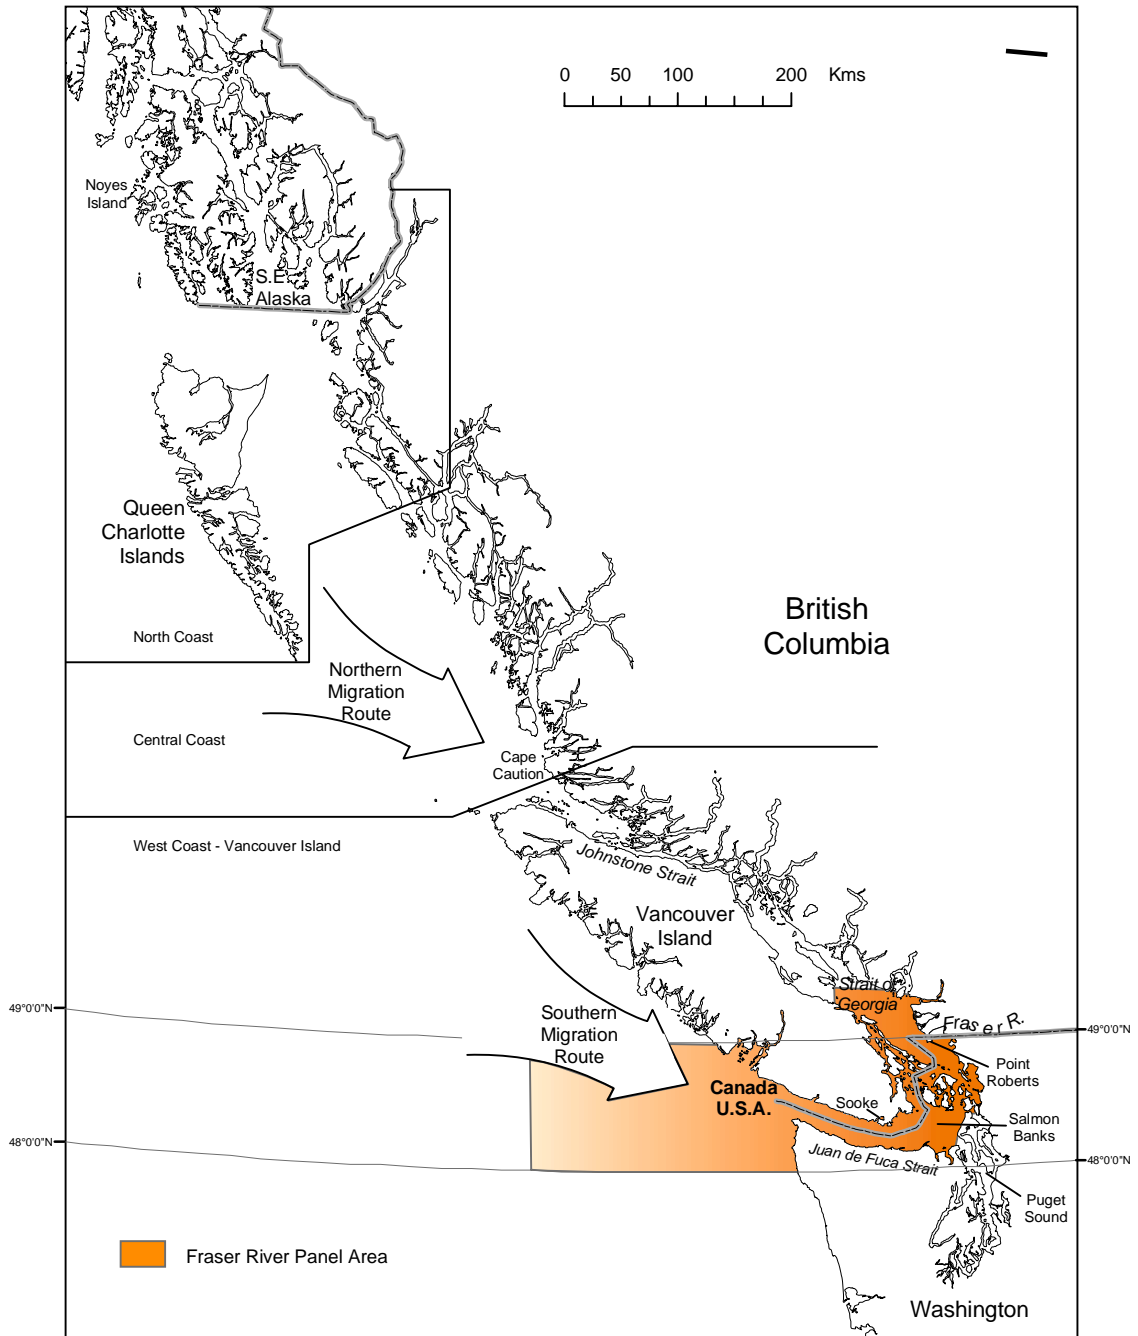 0 50 100 200 Kms
Noyes
Island
S.E.
Alaska
Queen
Charlotte
Islands
British
Columbia
North Coast
Northern
Migration
Route
Central Coast
Cape
Caution
West Coast - Vancouver Island
Johnstone Strait
Vancouver
Island
Strait of
Georgia
49°0'0"N
Southern
Migration
Route
Fraser R.
49°0'0"N
Point
Roberts
Canada
U.S.A.
Sooke
Salmon
Banks
48°0'0"N
Juan de Fuca Strait
48°0'0"N
Puget
Sound
Fraser River Panel Area
Washington